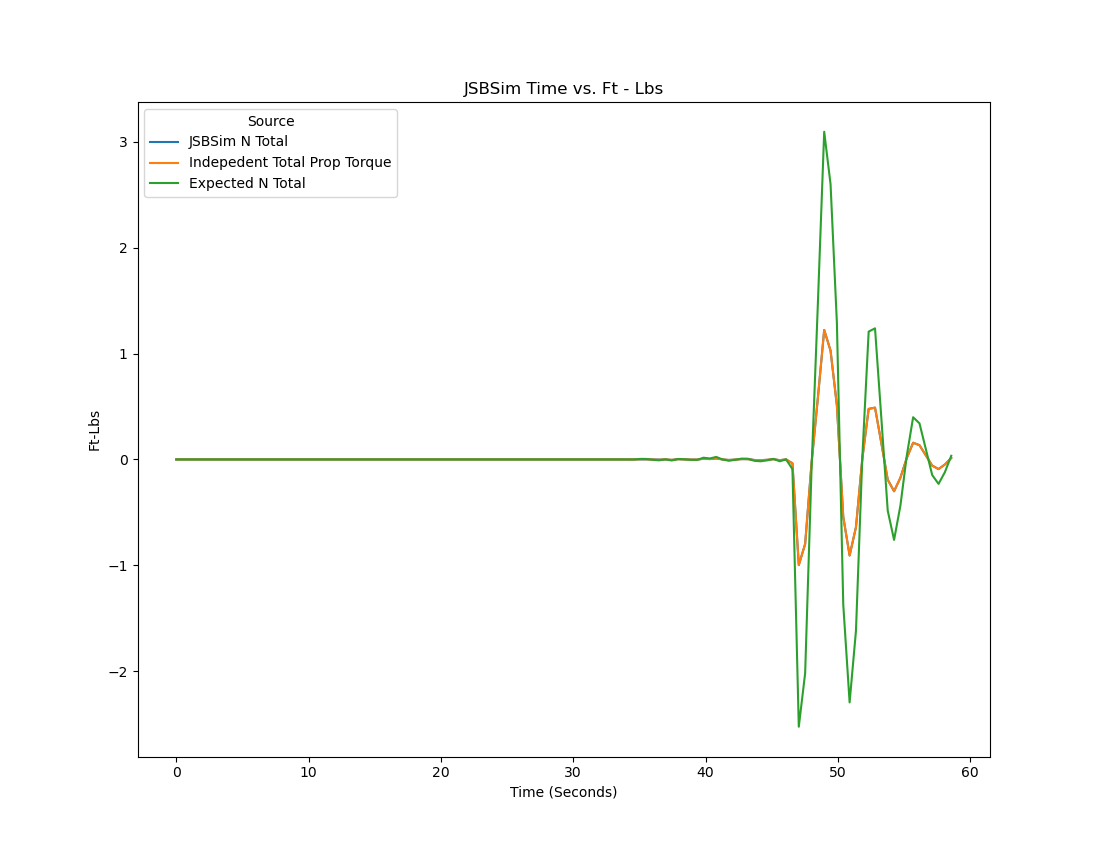 JSBSim Time vs. Ft - Lbs
Source
JSBSim N Total
Indepedent Total Prop Torque
Expected N Total
3
2
1
0
−1
−2
Ft-Lbs
0 10 20 30 40 50 60
Time (Seconds)